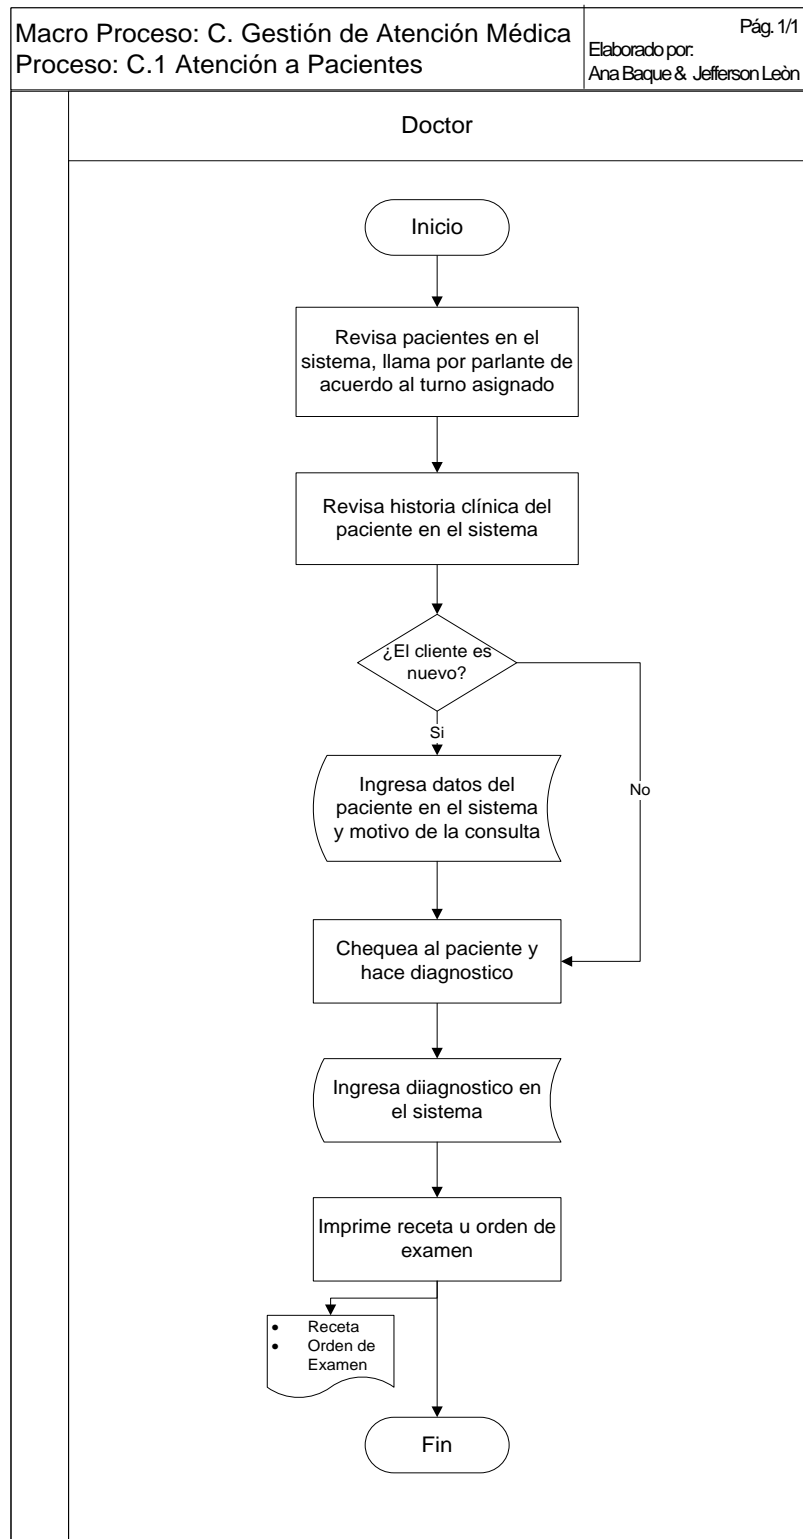 Macro Proceso: C. Gestión de Atención Médica
Proceso: C.1 Atención a Pacientes
Pág. 1/1
Elaborado por:
Ana Baque & Jefferson Leòn
Doctor
Inicio
Revisa pacientes en el
sistema, llama por parlante de
acuerdo al turno asignado
Revisa historia clínica del
paciente en el sistema
¿El cliente es
nuevo?
Si
No
Ingresa datos del
paciente en el sistema
y motivo de la consulta
Chequea al paciente y
hace diagnostico
Ingresa diiagnostico en
el sistema
Imprime receta u orden de
examen
• Receta
• Orden de
Examen
Fin